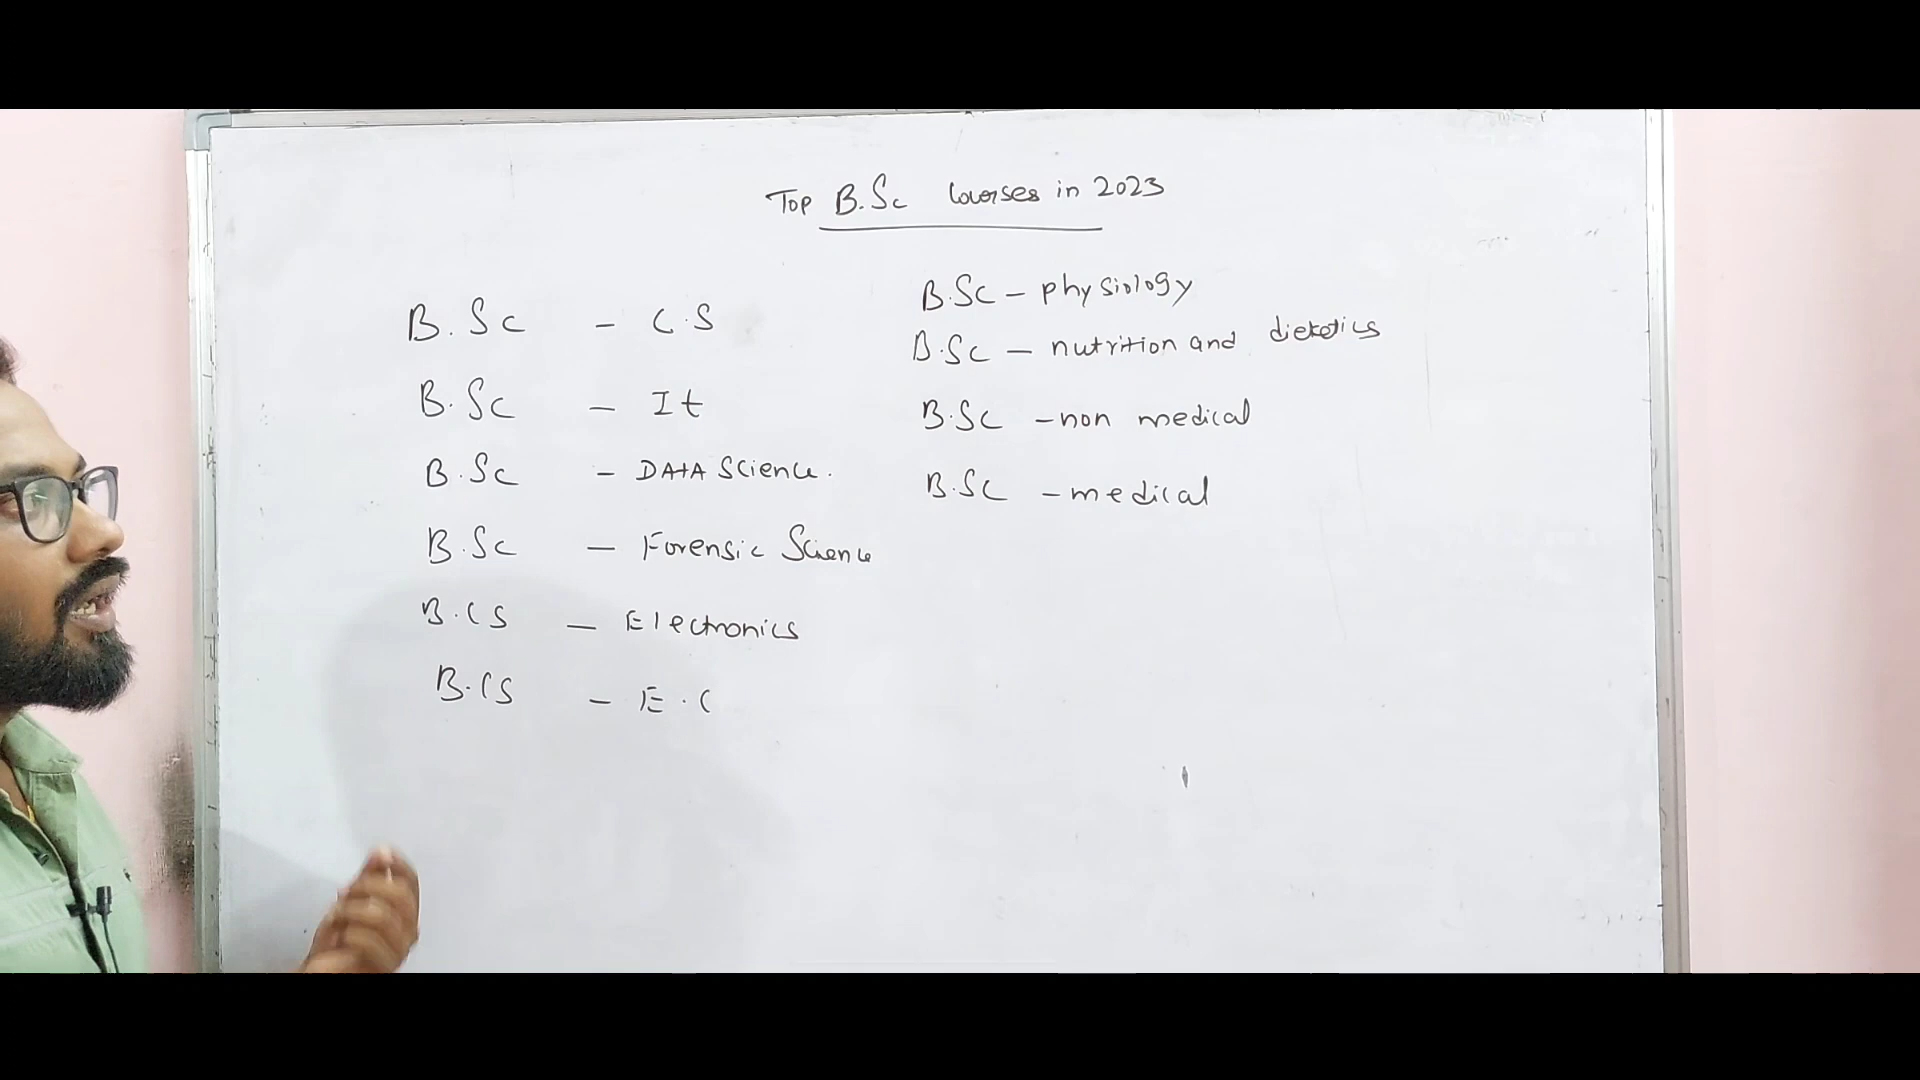 Top B.Sc Courses in 2023
B.Sc - C.S
B.Sc - It
B.Sc - DAtA Science.
B.Sc - Forensic Science
B.CS - Electronics
B.CS - E.C
B.Sc - physiology
B.Sc - nutrition and dietetics
B.SC - non medical
B.SC - medical